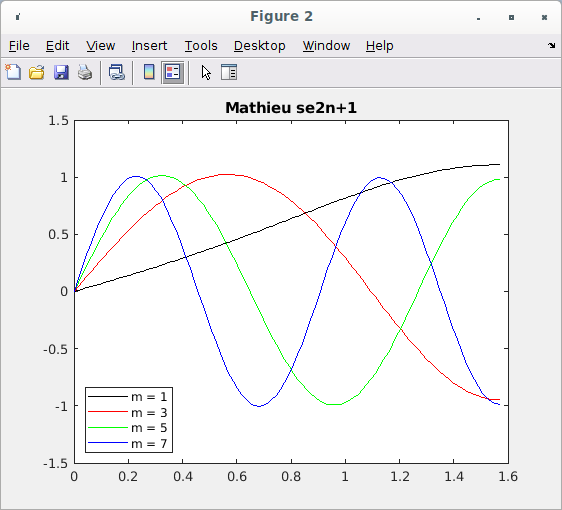 Figure 2
File Edit View Insert Tools Desktop Window Help
Mathieu se2n+1
1.5
1
0.5
0
-0.5
-1
-1.5
m = 1
m = 3
m = 5
m = 7
0 0.2 0.4 0.6 0.8 1 1.2 1.4 1.6